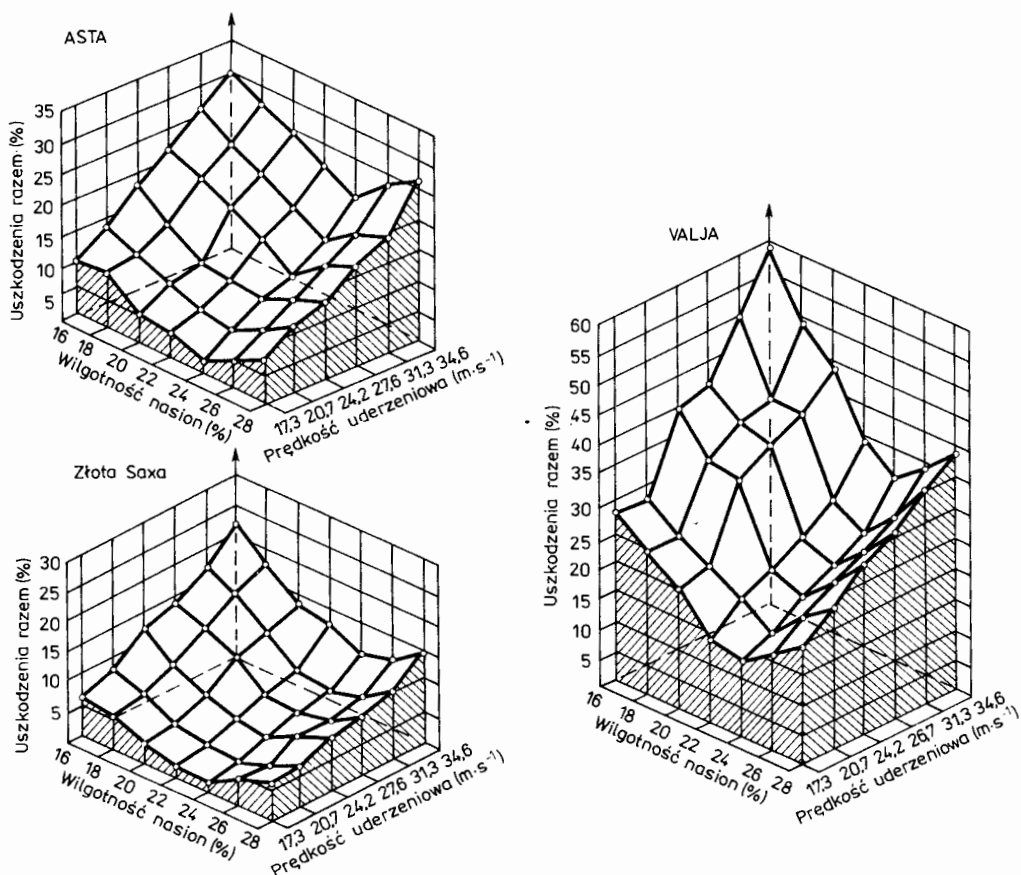 ASTA
Uszkodzenia razem (%)
35
30
25
20
15
10
5
16 18 20 22 24 26 28
Wilgotność nasion (%)
17,3 20,7 24,2 27,6 31,3 34,6
Prędkość uderzeniowa (m·s⁻¹)
Złota Saxa
Uszkodzenia razem (%)
30
25
20
15
10
5
16 18 20 22 24 26 28
Wilgotność nasion (%)
17,3 20,7 24,2 27,6 31,3 34,6
Prędkość uderzeniowa (m·s⁻¹)
VALJA
Uszkodzenia razem (%)
60
55
50
45
40
35
30
25
20
15
10
5
16 18 20 22 24 26 28
Wilgotność nasion (%)
17,3 20,7 24,2 26,7 31,3 34,6
Prędkość uderzeniowa (m·s⁻¹)